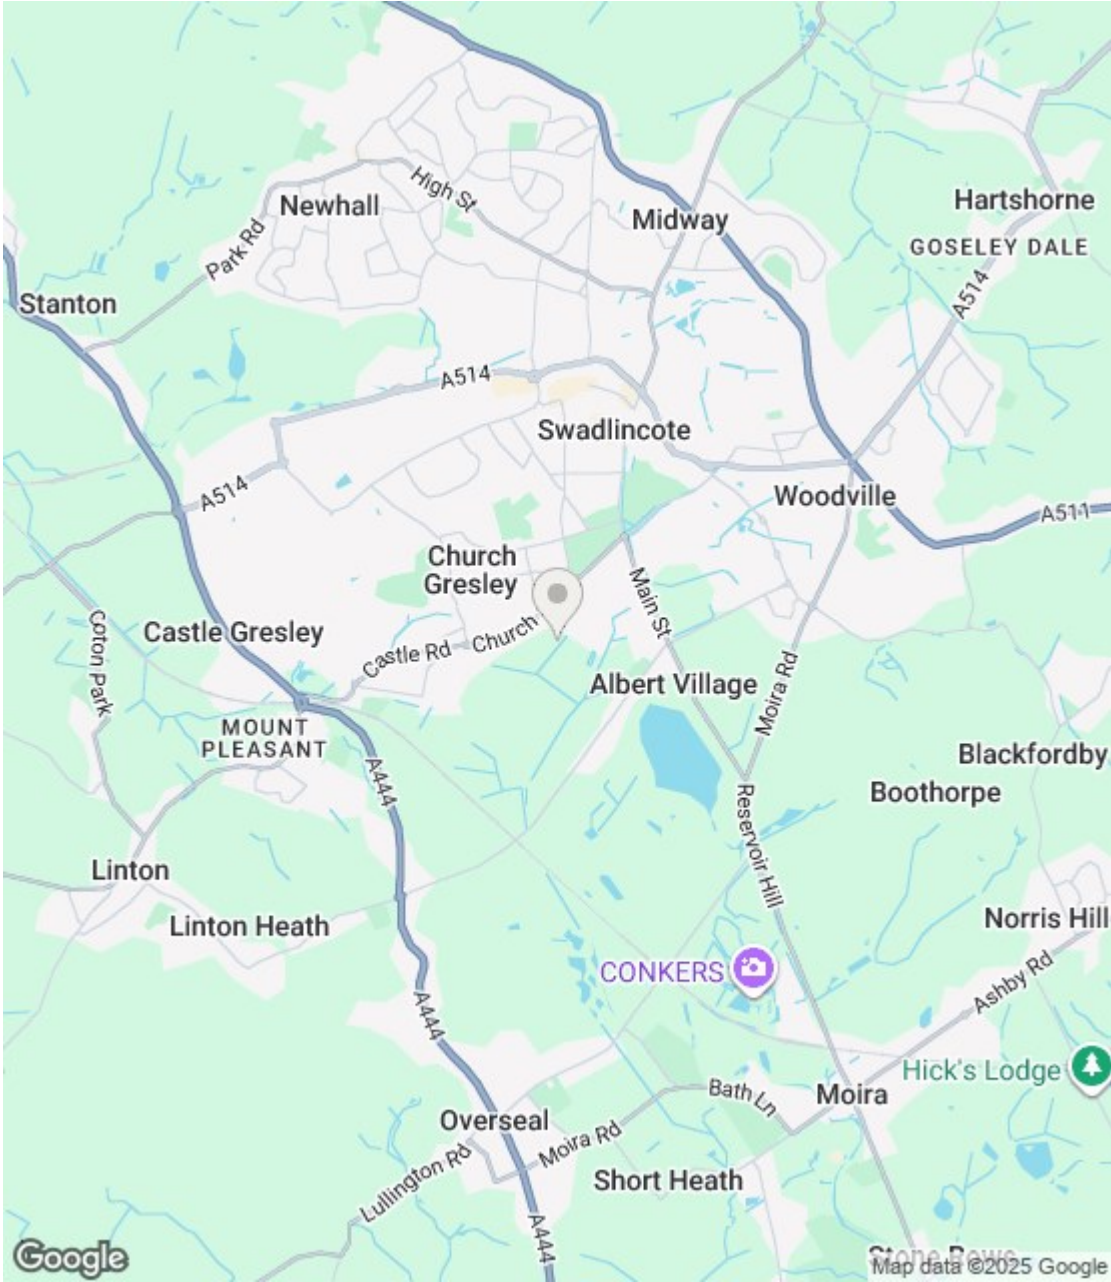 High St
Newhall
Midway
Hartshorne
GOSELEY DALE
Park Rd
Stanton
A514
A514
Swadlincote
A514
Woodville
A511
Church
Gresley
Main St
Coton Park
Castle Gresley
Castle Rd
Church
Albert Village
Moira Rd
MOUNT
PLEASANT
A444
Blackfordby
Boothorpe
Reservoir Hill
Linton
Linton Heath
Norris Hill
CONKERS
Ashby Rd
A444
Hick's Lodge
Bath Ln
Moira
Overseal
Moira Rd
Lullington Rd
Short Heath
A444
Google
Stone Rows
Map data ©2025 Google